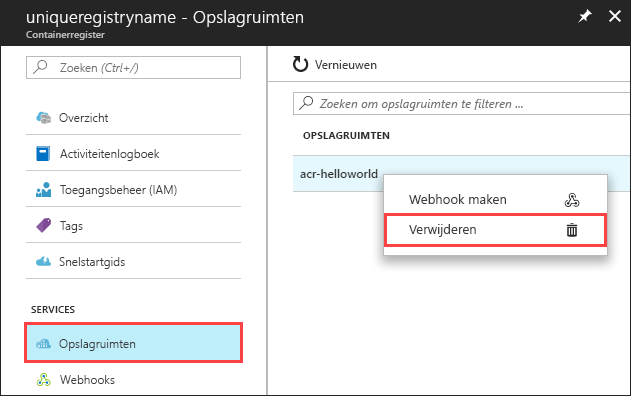 uniqueregistryname - Opslagruimten
Containerregister
Zoeken (Ctrl+/)
Overzicht
Activiteitenlogboek
Toegangsbeheer (IAM)
Tags
Snelstartgids
SERVICES
Opslagruimten
Webhooks
Vernieuwen
Zoeken om opslagruimten te filteren ...
OPSLAGRUIMTEN
acr-helloworld
Webhook maken
Verwijderen